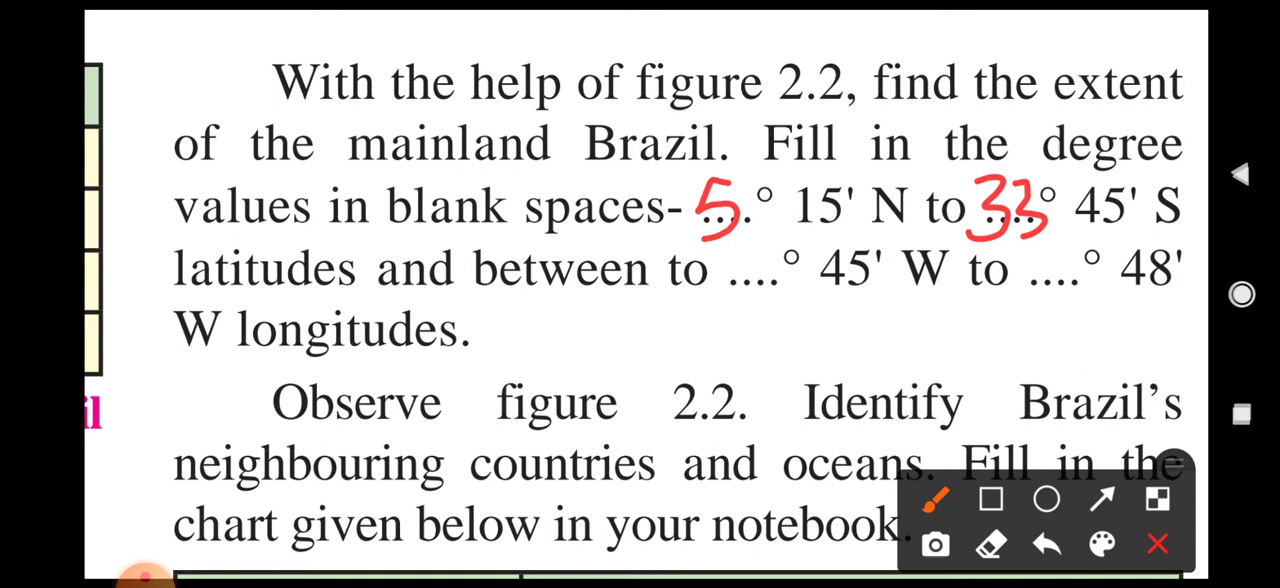 With the help of figure 2.2, find the extent
of the mainland Brazil. Fill in the degree
values in blank spaces- 5° 15' N to 33° 45' S
latitudes and between to ....° 45' W to ....° 48'
W longitudes.
il
Observe figure 2.2. Identify Brazil's
neighbouring countries and oceans. Fill in the
chart given below in your notebook.